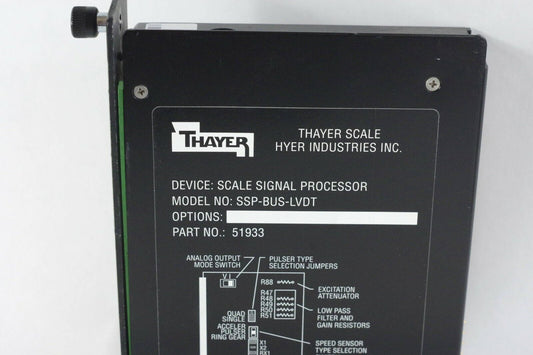 THAYER
THAYER SCALE
HYER INDUSTRIES INC.
DEVICE: SCALE SIGNAL PROCESSOR
MODEL NO: SSP-BUS-LVDT
OPTIONS:
PART NO.: 51933
ANALOG OUTPUT
MODE SWITCH
PULSER TYPE
SELECTION JUMPERS
V I
R88
EXCITATION
ATTENUATOR
R47
R48
R49
R50
R51
LOW PASS
FILTER AND
GAIN RESISTORS
QUAD
SINGLE
ACCELER
PULSER
RING GEAR
SPEED SENSOR
TYPE SELECTION
X1
X2
RX1